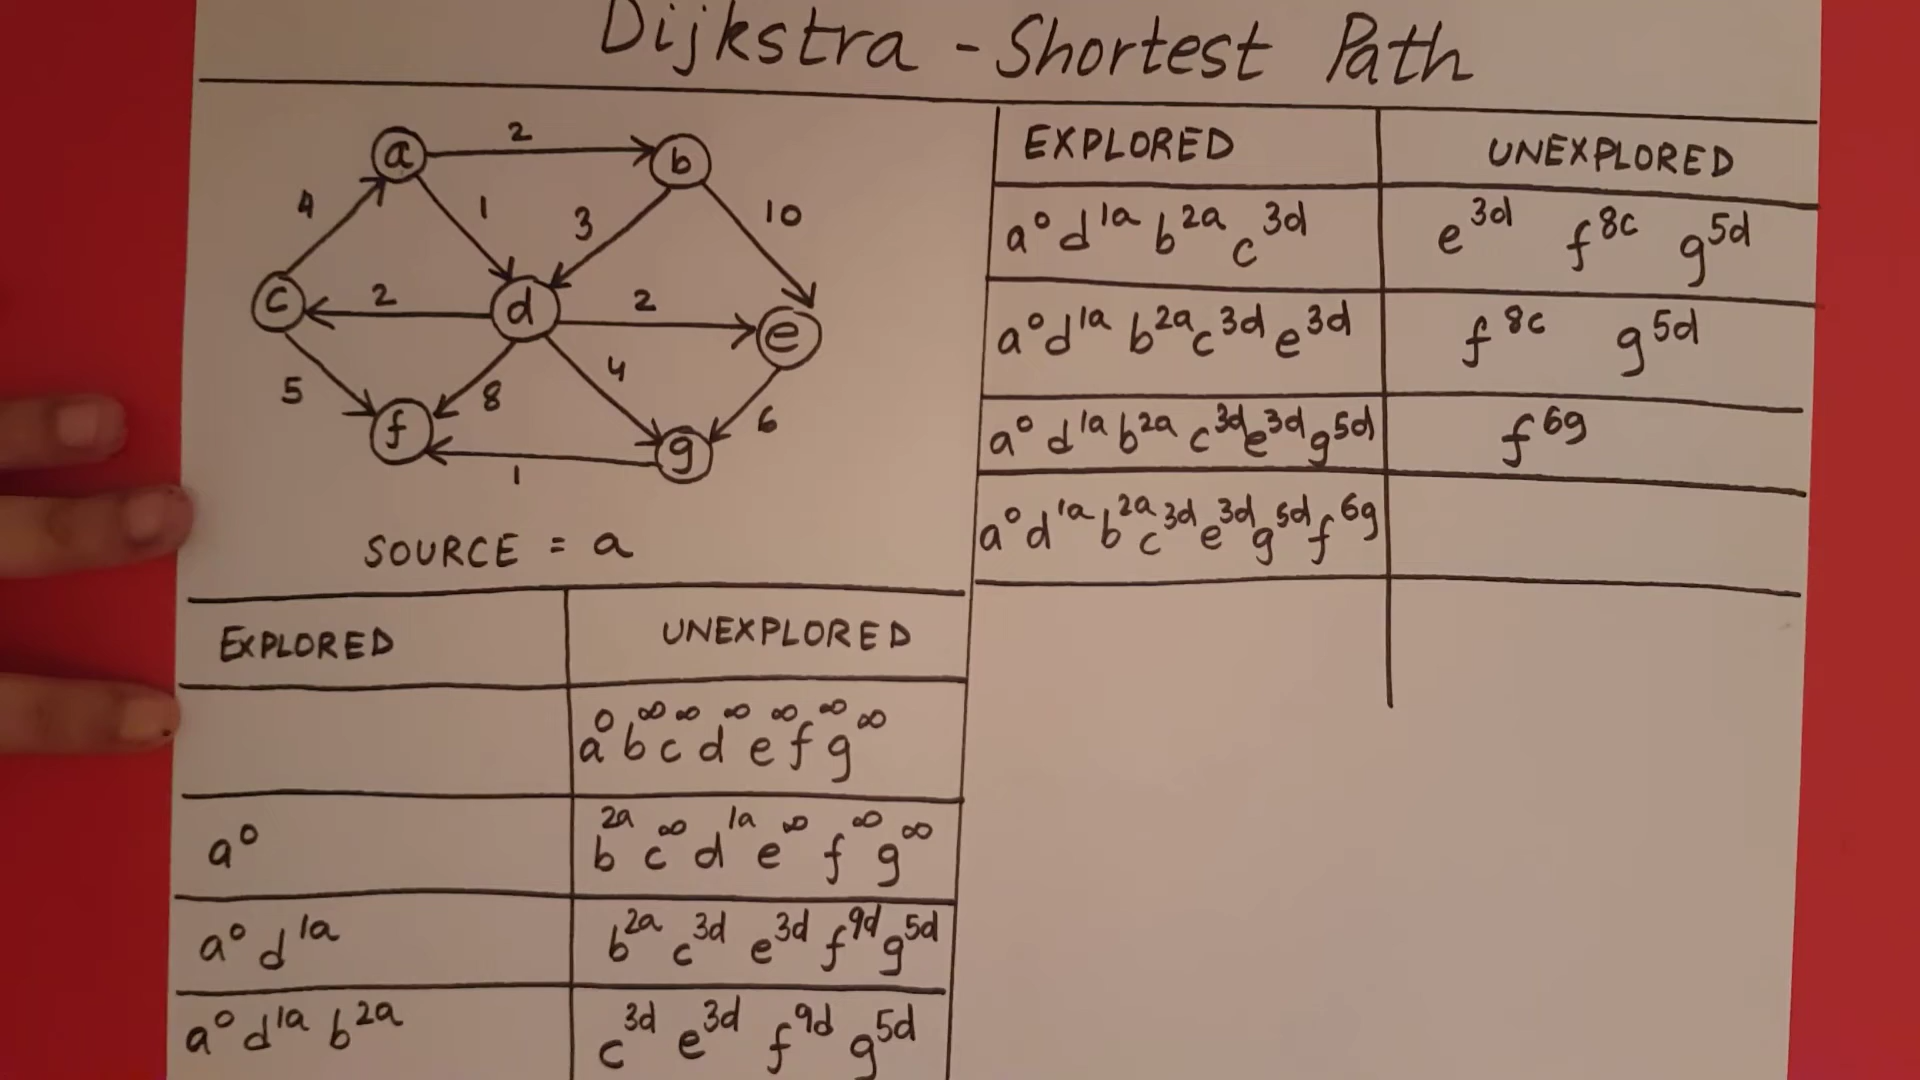 Dijkstra - Shortest Path
a 2 b
4 1 3 10
c 2 d 2 e
5 8 4 6
f 1 g
SOURCE = a
EXPLORED UNEXPLORED
a⁰ b^∞ c^∞ d^∞ e^∞ f^∞ g^∞
a⁰ b^2a c^∞ d^1a e^∞ f^∞ g^∞
a⁰ d^1a b^2a c^3d e^3d f^9d g^5d
a⁰ d^1a b^2a c^3d e^3d f^9d g^5d
EXPLORED UNEXPLORED
a⁰ d^1a b^2a c^3d e^3d f^8c g^5d
a⁰ d^1a b^2a c^3d e^3d f^8c g^5d
a⁰ d^1a b^2a c^3d e^3d g^5d f^6g
a⁰ d^1a b^2a c^3d e^3d g^5d f^6g